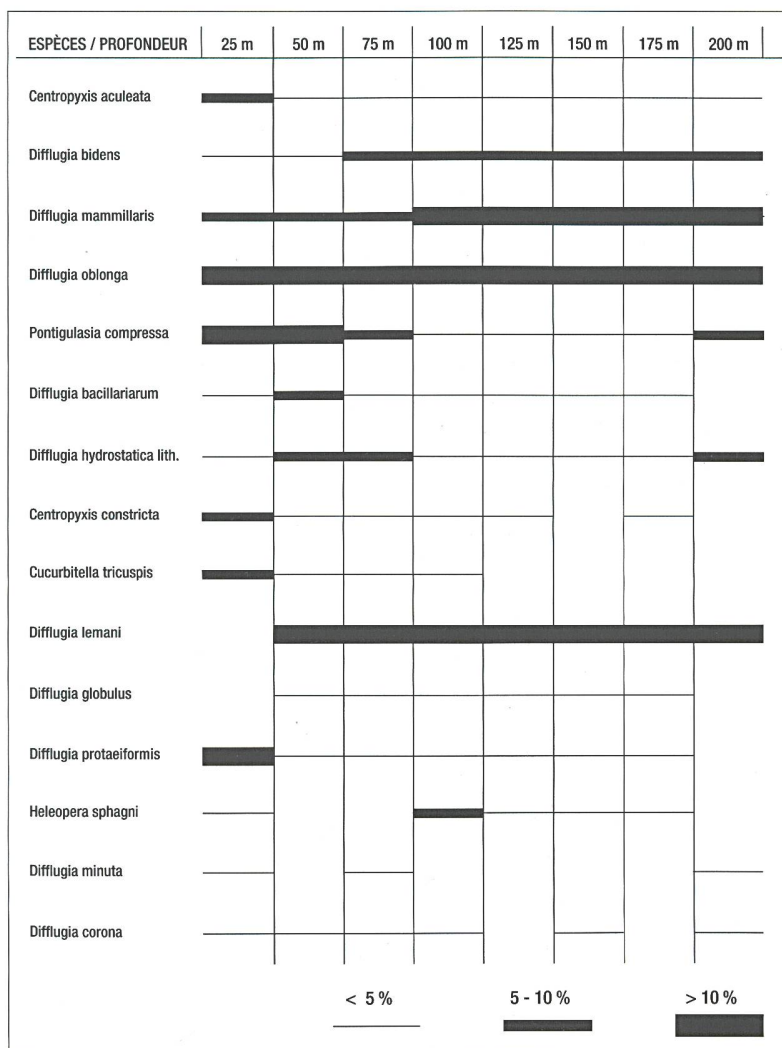 ESPÈCES / PROFONDEUR 25 m 50 m 75 m 100 m 125 m 150 m 175 m 200 m
Centropyxis aculeata
Difflugia bidens
Difflugia mammillaris
Difflugia oblonga
Pontigulasia compressa
Difflugia bacillariarum
Difflugia hydrostatica lith.
Centropyxis constricta
Cucurbitella tricuspis
Difflugia lemani
Difflugia globulus
Difflugia protaeiformis
Heleopera sphagni
Difflugia minuta
Difflugia corona
< 5 % 5 - 10 % > 10 %